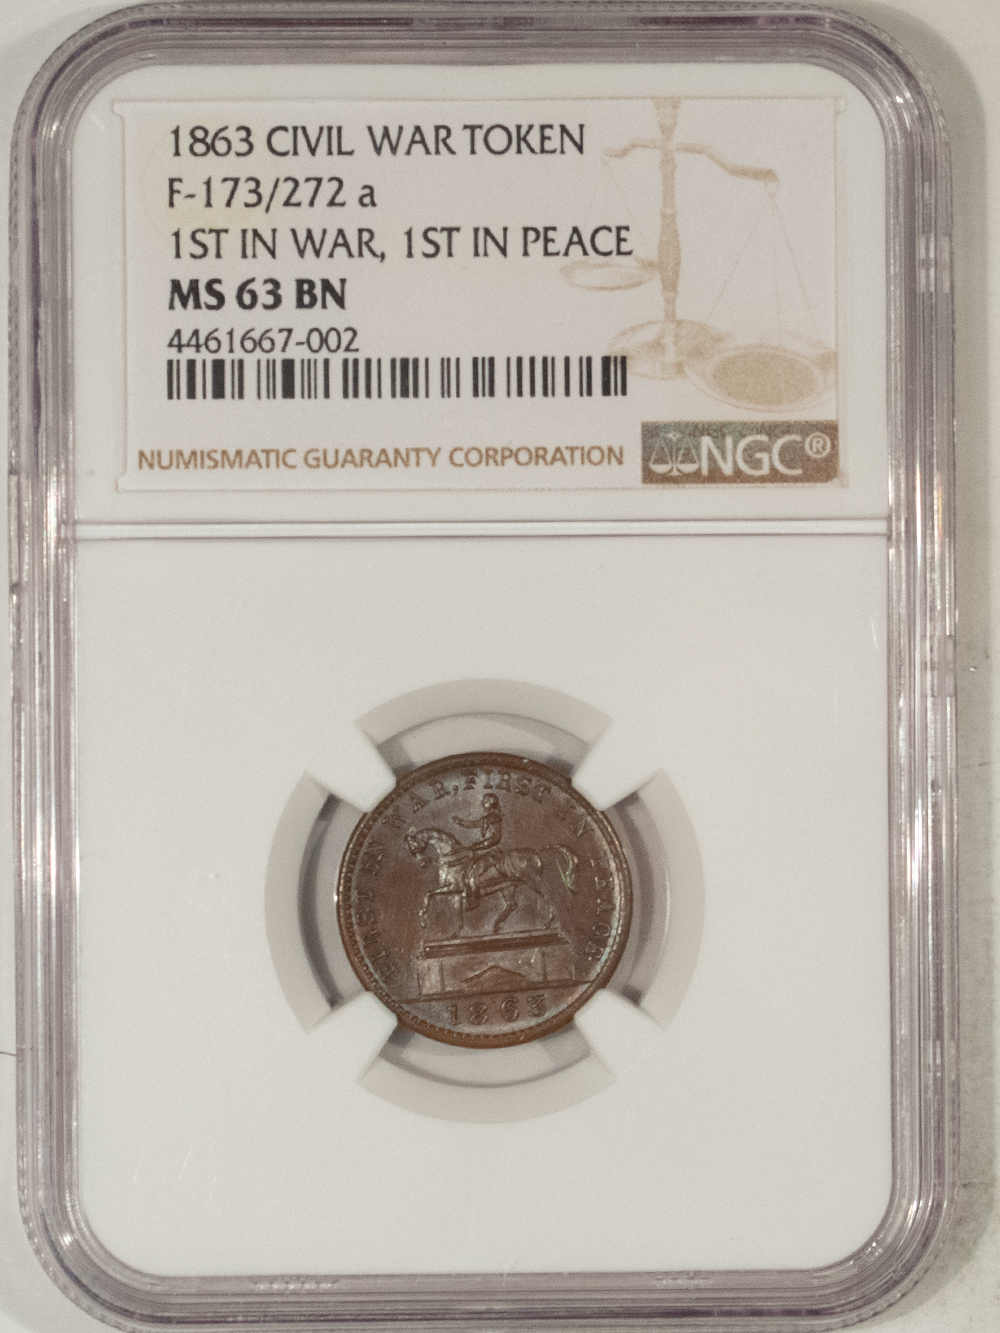 1863 CIVIL WAR TOKEN
F-173/272 a
1ST IN WAR, 1ST IN PEACE
MS 63 BN
4461667-002
NUMISMATIC GUARANTY CORPORATION
NGC®
FIRST IN WAR, FIRST IN PEACE
1863